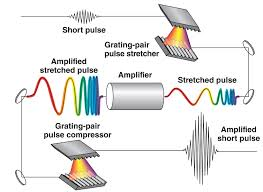 Short pulse
Grating-pair
pulse stretcher
Amplified
stretched pulse
Amplifier
Stretched pulse
Grating-pair
pulse compressor
Amplified
short pulse